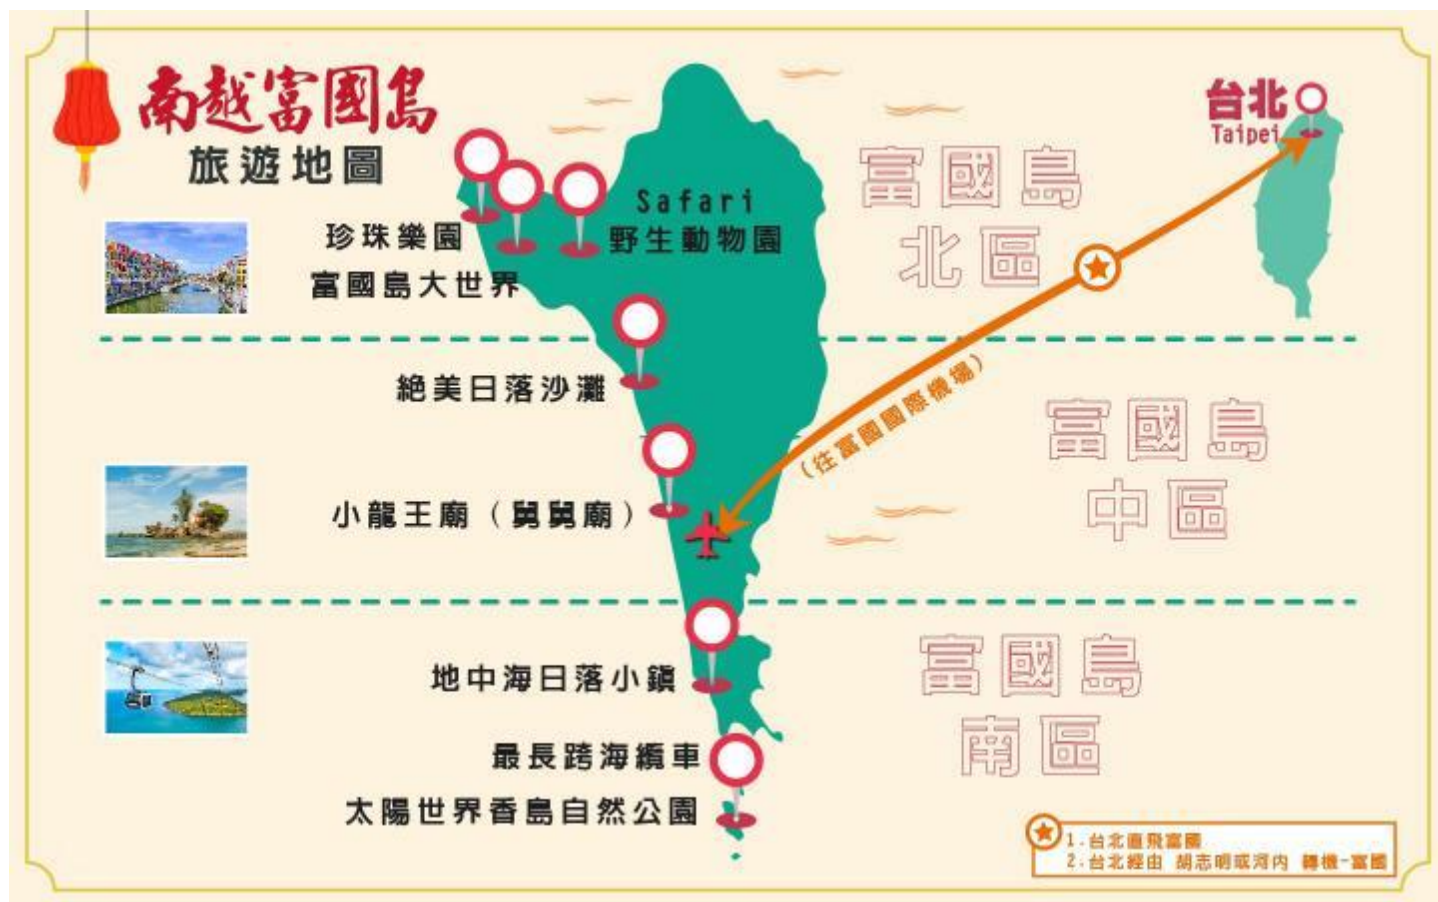 南越富國島
旅遊地圖
台北
Taipei
富國島
北區
Safari
野生動物園
珍珠樂園
富國島大世界
絕美日落沙灘
(往富國國際機場)
富國島
中區
小龍王廟（舅舅廟）
富國島
南區
地中海日落小鎮
最長跨海纜車
太陽世界香島自然公園
1.台北直飛富國
2.台北經由 胡志明或河內 轉機-富國